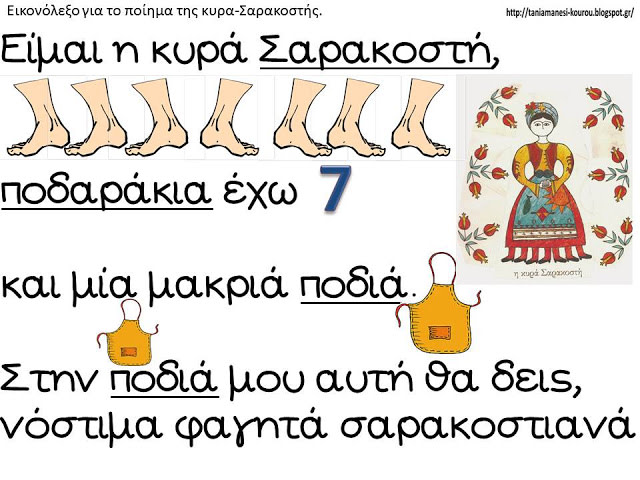 Εικονόλεξο για το ποίημα της κυρα-Σαρακοστής.
http://taniamanesi-kourou.blogspot.gr/
Είμαι η κυρά Σαρακοστή,
ποδαράκια έχω 7
η κυρά Σαρακοστή
και μία μακριά ποδιά.
Στην ποδιά μου αυτή θα δεις,
νόστιμα φαγητά σαρακοστιανά